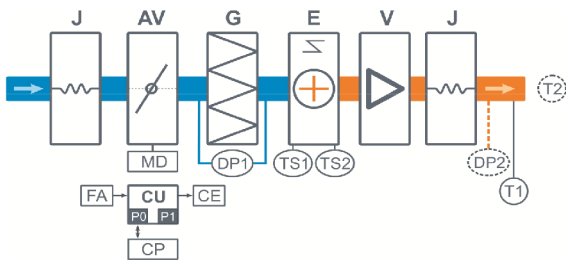 J AV G E V J
T2
MD DP1 TS1 TS2 DP2
T1
FA CU CE
P0 P1
CP